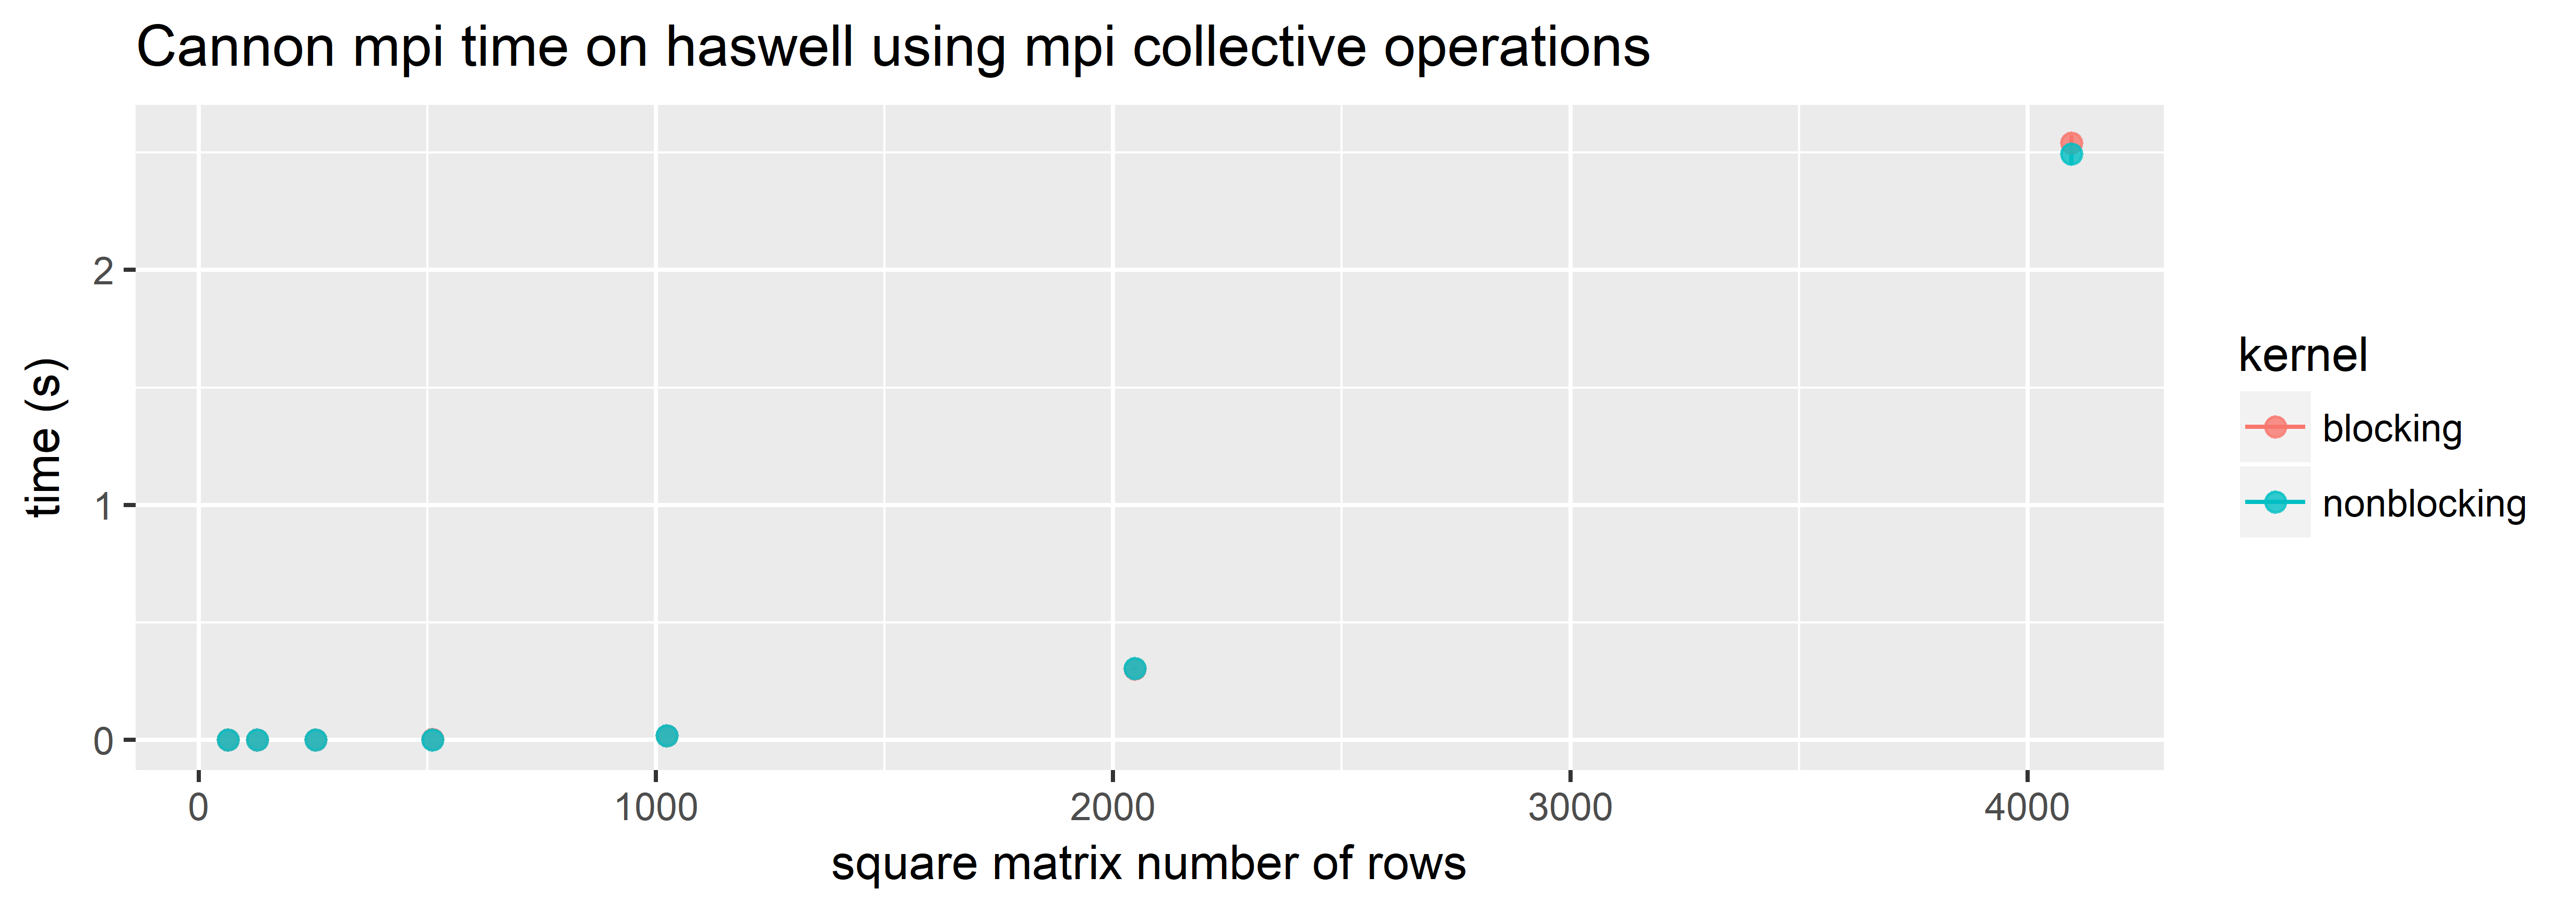 Cannon mpi time on haswell using mpi collective operations
time (s)
2
1
0
0 1000 2000 3000 4000
square matrix number of rows
kernel
blocking
nonblocking